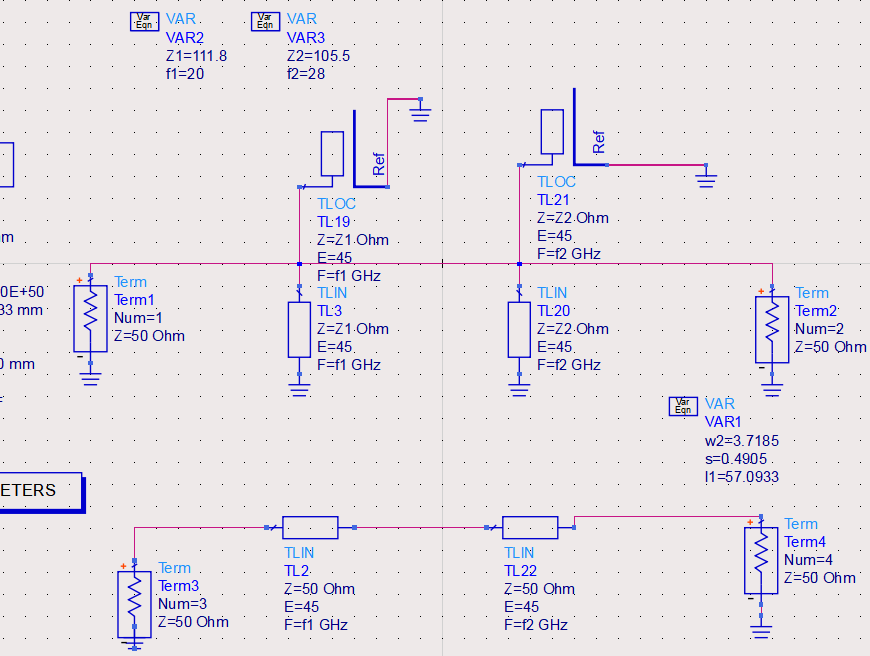 Var
Eqn
VAR
VAR2
Z1=111.8
f1=20
Var
Eqn
VAR
VAR3
Z2=105.5
f2=28
Ref
TLOC
TL19
Z=Z1 Ohm
E=45
F=f1 GHz
Ref
TLOC
TL21
Z=Z2 Ohm
E=45
F=f2 GHz
m
0E+50
33 mm
0 mm
Term
Term1
Num=1
Z=50 Ohm
TLIN
TL3
Z=Z1 Ohm
E=45
F=f1 GHz
TLIN
TL20
Z=Z2 Ohm
E=45
F=f2 GHz
Term
Term2
Num=2
Z=50 Ohm
Var
Eqn
VAR
VAR1
w2=3.7185
s=0.4905
l1=57.0933
ETERS
Term
Term3
Num=3
Z=50 Ohm
TLIN
TL2
Z=50 Ohm
E=45
F=f1 GHz
TLIN
TL22
Z=50 Ohm
E=45
F=f2 GHz
Term
Term4
Num=4
Z=50 Ohm